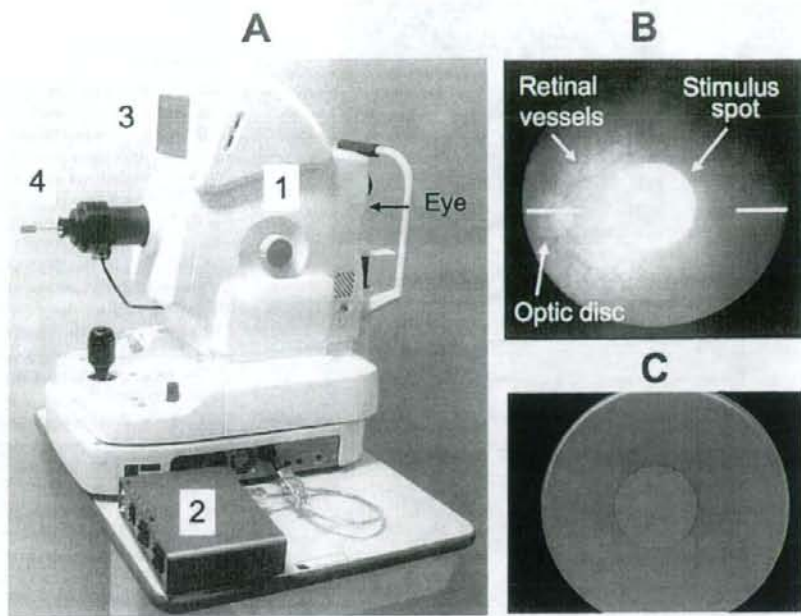 A
B
3
Retinal
vessels
Stimulus
spot
4
1
Eye
Optic disc
C
2